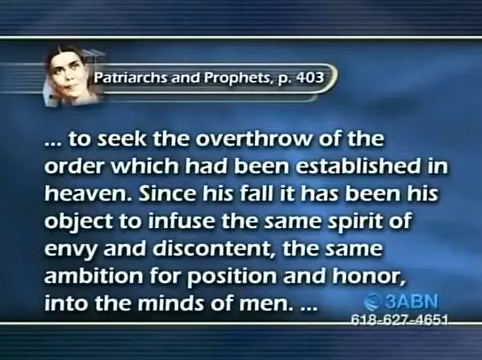 Patriarchs and Prophets, p. 403
... to seek the overthrow of the
order which had been established in
heaven. Since his fall it has been his
object to infuse the same spirit of
envy and discontent, the same
ambition for position and honor,
into the minds of men. ...
3ABN
618-627-4651